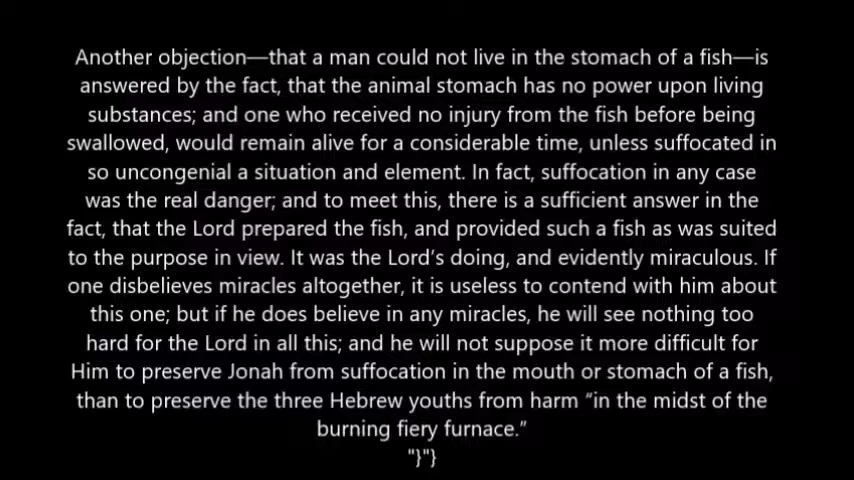 Another objection—that a man could not live in the stomach of a fish—is
answered by the fact, that the animal stomach has no power upon living
substances; and one who received no injury from the fish before being
swallowed, would remain alive for a considerable time, unless suffocated in
so uncongenial a situation and element. In fact, suffocation in any case
was the real danger; and to meet this, there is a sufficient answer in the
fact, that the Lord prepared the fish, and provided such a fish as was suited
to the purpose in view. It was the Lord’s doing, and evidently miraculous. If
one disbelieves miracles altogether, it is useless to contend with him about
this one; but if he does believe in any miracles, he will see nothing too
hard for the Lord in all this; and he will not suppose it more difficult for
Him to preserve Jonah from suffocation in the mouth or stomach of a fish,
than to preserve the three Hebrew youths from harm “in the midst of the
burning fiery furnace.”
"}"}